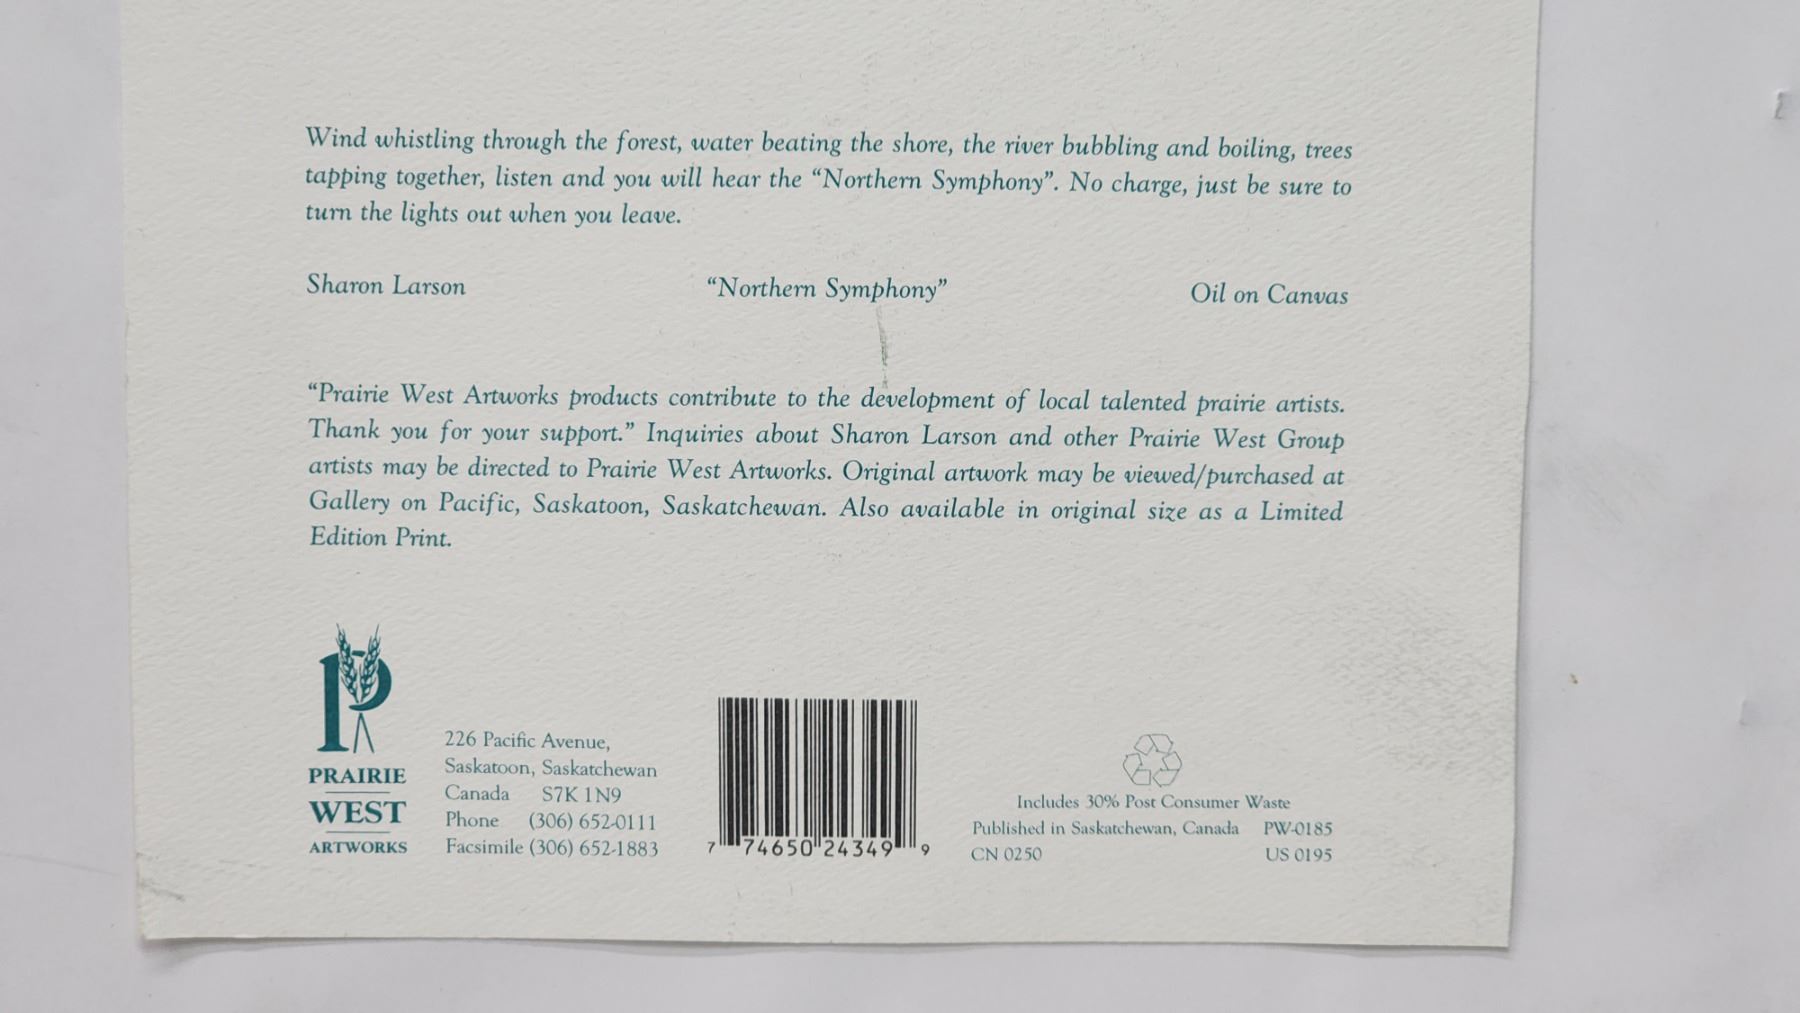 Wind whistling through the forest, water beating the shore, the river bubbling and boiling, trees
tapping together, listen and you will hear the “Northern Symphony”. No charge, just be sure to
turn the lights out when you leave.
Sharon Larson “Northern Symphony” Oil on Canvas
“Prairie West Artworks products contribute to the development of local talented prairie artists.
Thank you for your support.” Inquiries about Sharon Larson and other Prairie West Group
artists may be directed to Prairie West Artworks. Original artwork may be viewed/purchased at
Gallery on Pacific, Saskatoon, Saskatchewan. Also available in original size as a Limited
Edition Print.
P
PRAIRIE
WEST
ARTWORKS
226 Pacific Avenue,
Saskatoon, Saskatchewan
Canada S7K 1N9
Phone (306) 652-0111
Facsimile (306) 652-1883
7 74650 24349 9
Includes 30% Post Consumer Waste
Published in Saskatchewan, Canada PW-0185
CN 0250 US 0195